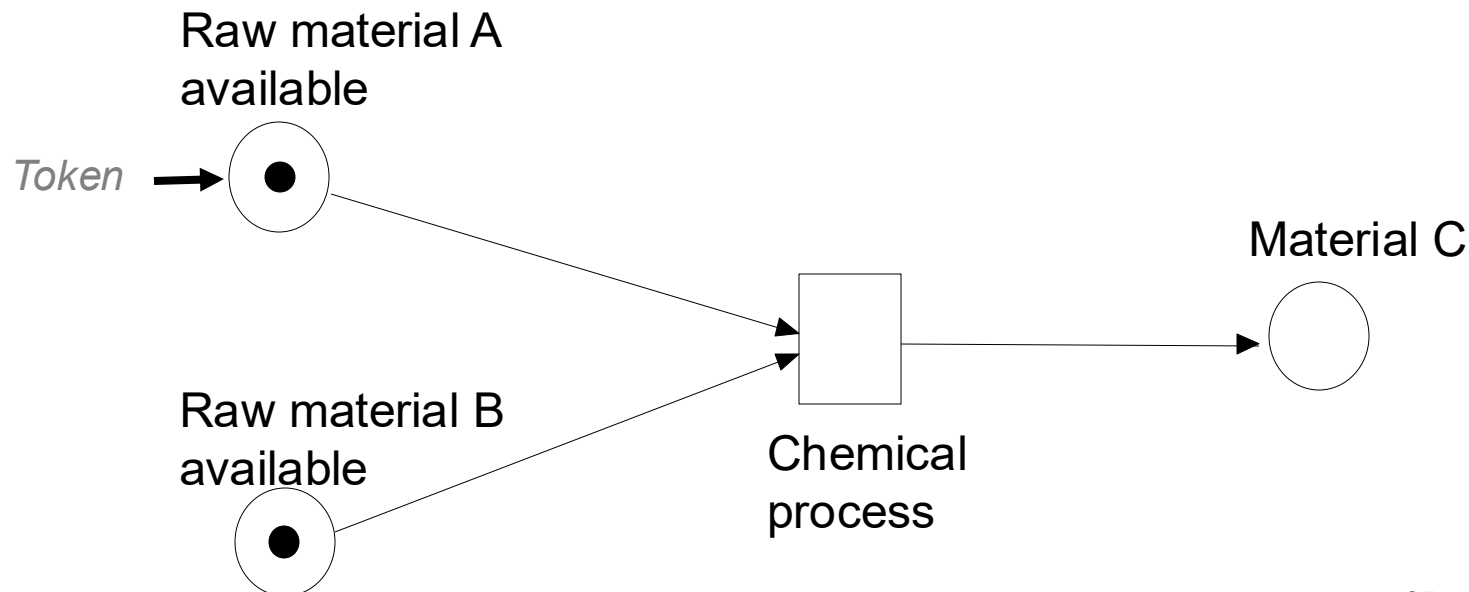 Raw material A
available
Token
Material C
Raw material B
available
Chemical
process